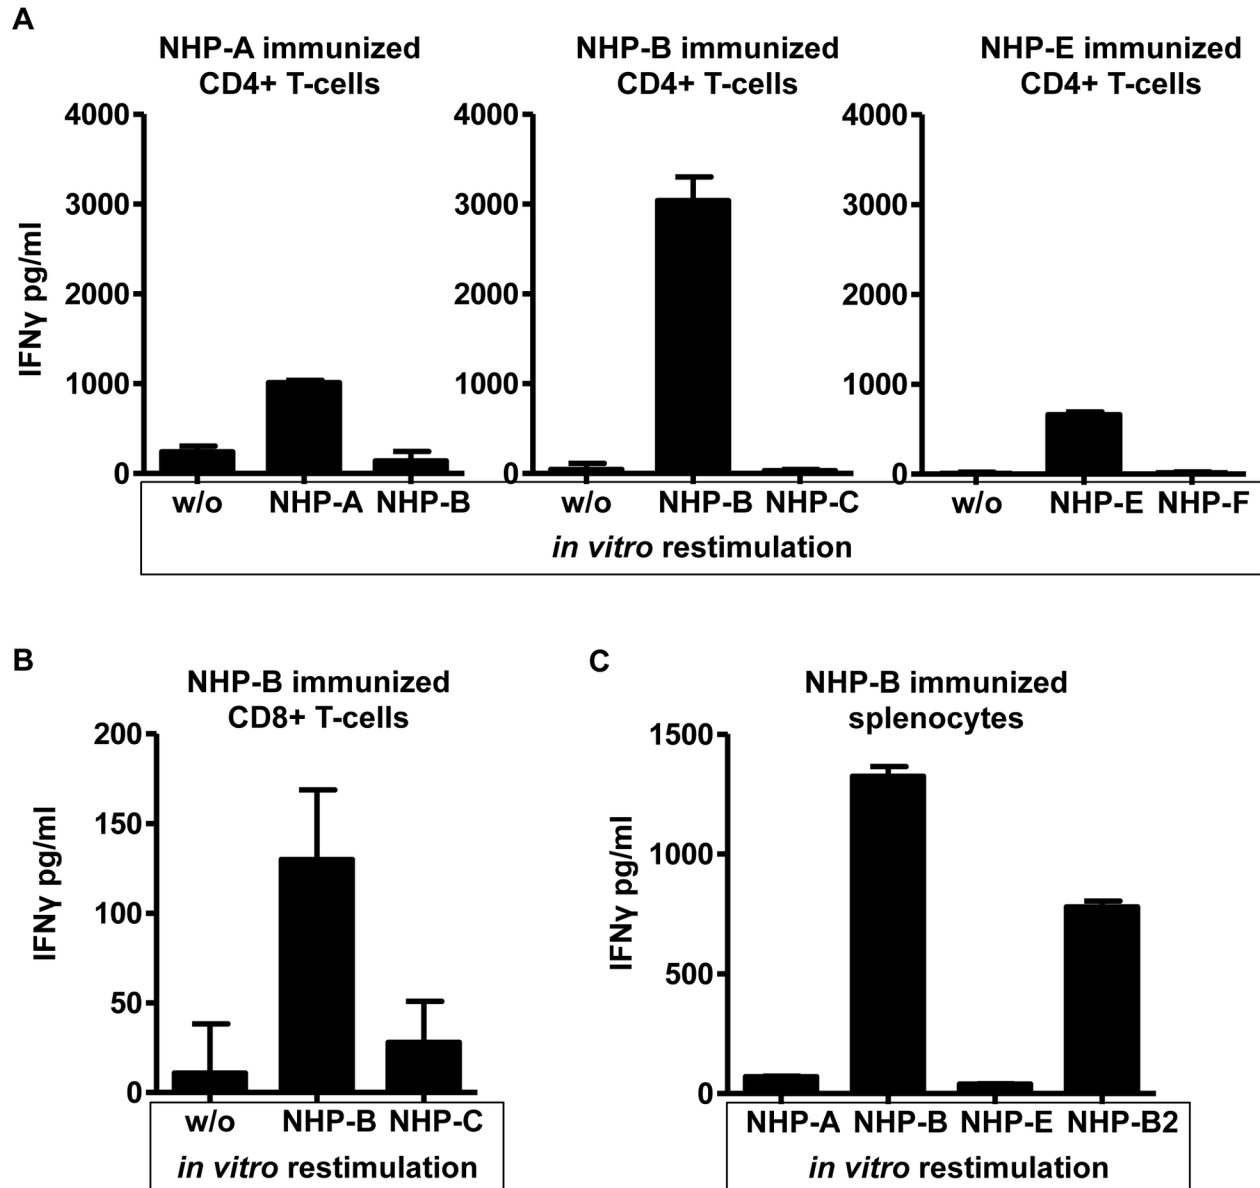 A
NHP-A immunized
CD4+ T-cells
NHP-B immunized
CD4+ T-cells
NHP-E immunized
CD4+ T-cells
IFNγ pg/ml
4000
3000
2000
1000
0
4000
3000
2000
1000
0
4000
3000
2000
1000
0
w/o NHP-A NHP-B
w/o NHP-B NHP-C
w/o NHP-E NHP-F
in vitro restimulation
B
NHP-B immunized
CD8+ T-cells
IFNγ pg/ml
200
150
100
50
0
w/o NHP-B NHP-C
in vitro restimulation
C
NHP-B immunized
splenocytes
IFNγ pg/ml
1500
1000
500
0
NHP-A NHP-B NHP-E NHP-B2
in vitro restimulation